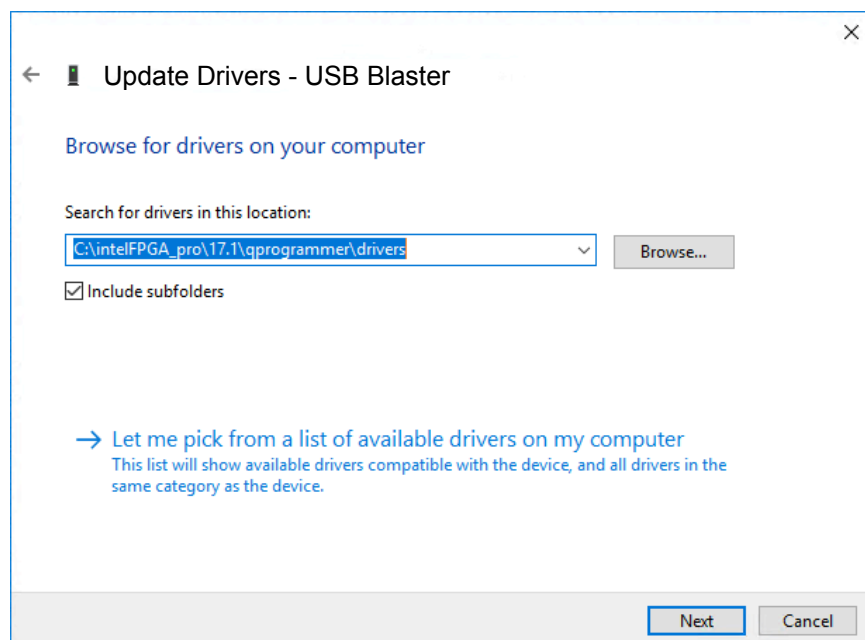 Update Drivers - USB Blaster
Browse for drivers on your computer
Search for drivers in this location:
C:\intelFPGA_pro\17.1\qprogrammer\drivers
Browse...
Include subfolders
Let me pick from a list of available drivers on my computer
This list will show available drivers compatible with the device, and all drivers in the
same category as the device.
Next
Cancel